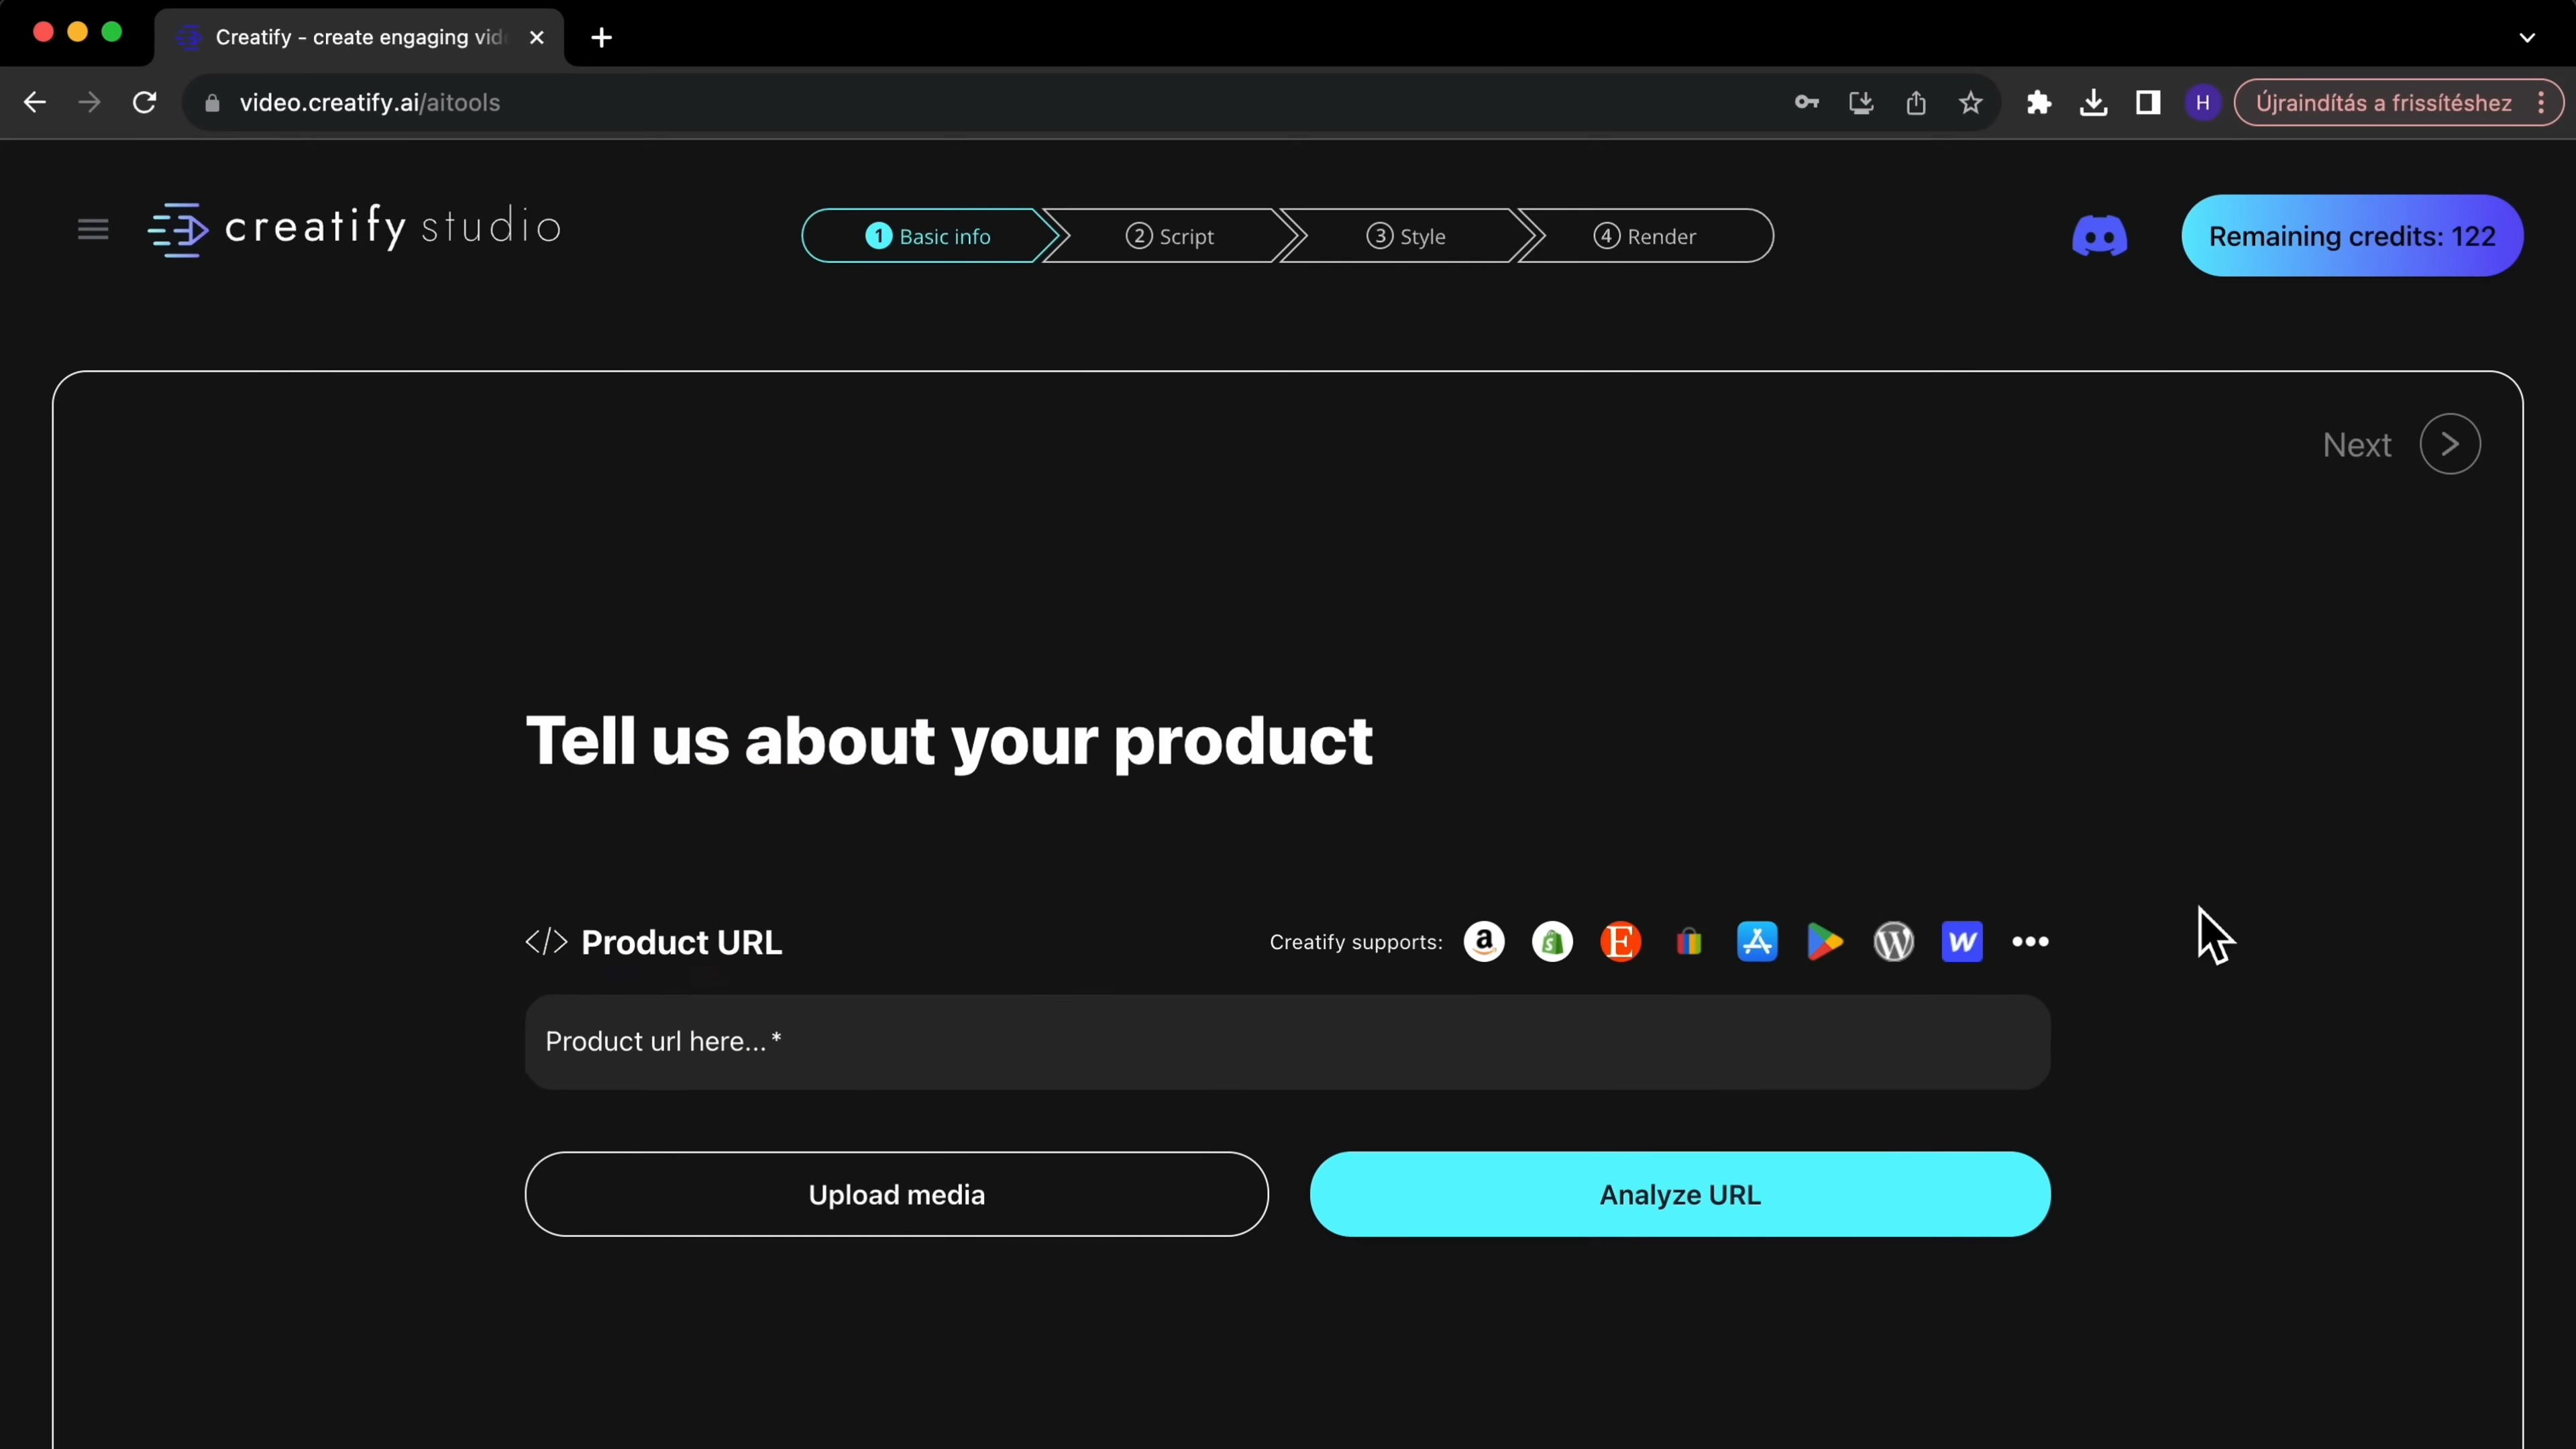 Creatify - create engaging vid
video.creatify.ai/aitools
H
Újraindítás a frissítéshez
creatify studio
1 Basic info
2 Script
3 Style
4 Render
Remaining credits: 122
Next
Tell us about your product
</> Product URL
Creatify supports:
Product url here... *
Upload media
Analyze URL